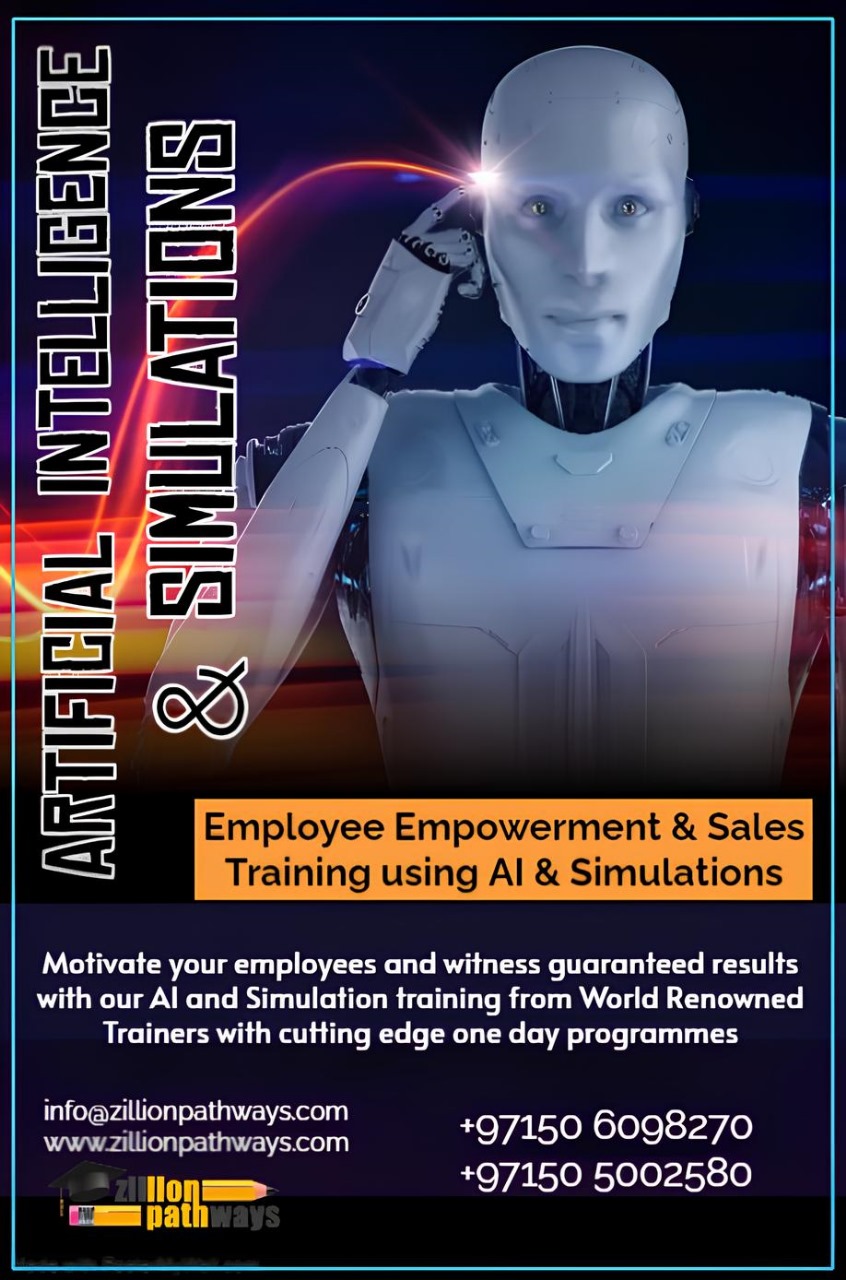 ARTIFICIAL INTELLIGENCE
& SIMULATIONS
Employee Empowerment & Sales
Training using AI & Simulations
Motivate your employees and witness guaranteed results
with our AI and Simulation training from World Renowned
Trainers with cutting edge one day programmes
info@zillionpathways.com
www.zillionpathways.com
+97150 6098270
+97150 5002580
zillion
pathways